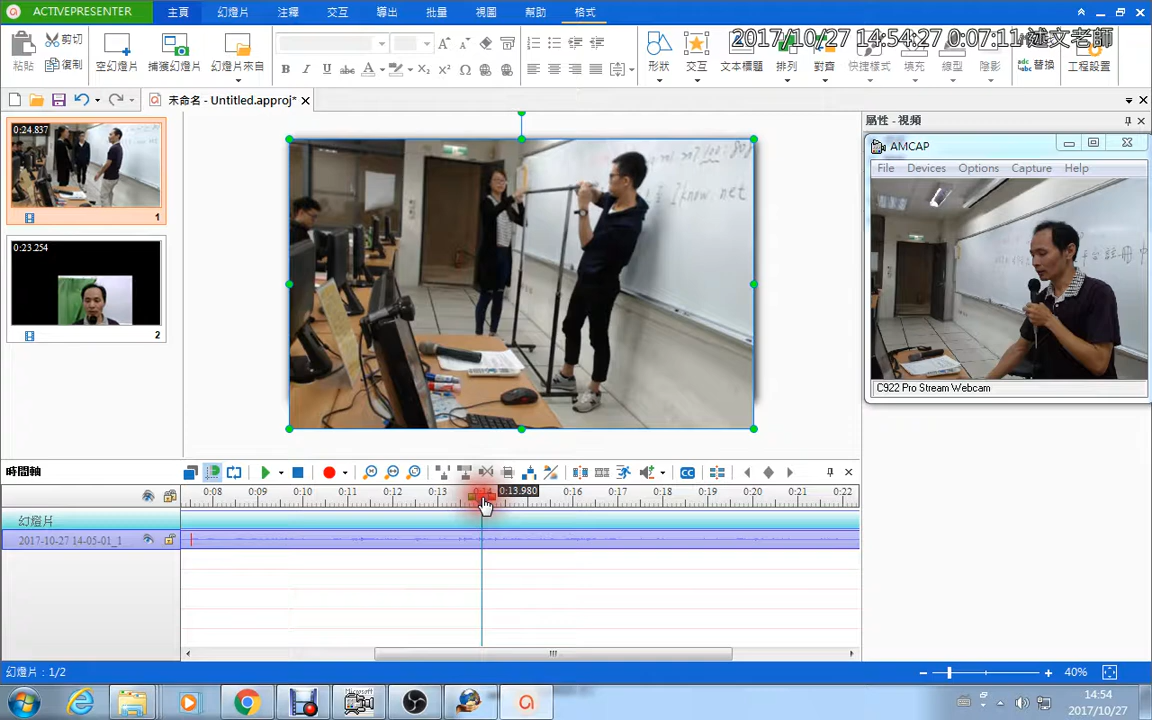 ACTIVEPRESENTER
主頁 幻燈片 注釋 交互 導出 批量 視圖 幫助 格式
2017/10/27 14:54:27 0:07:11
剪切
粘貼 複製 空幻燈片 捕獲幻燈片 幻燈片來自
形狀 交互 文本標題 排列 對齊 快捷樣式 填充 線型 陰影 替換 工程設置
未命名 - Untitled.approj*
屬性 - 視頻
0:24.837
1
0:23.254
2
I know net
AMCAP
File Devices Options Capture Help
C922 Pro Stream Webcam
時間軸
0:08 0:09 0:10 0:11 0:12 0:13 0:14 0:13.980 0:16 0:17 0:18 0:19 0:20 0:21 0:22
幻燈片
2017-10-27 14-05-01_1
幻燈片：1/2
40%
14:54
2017/10/27